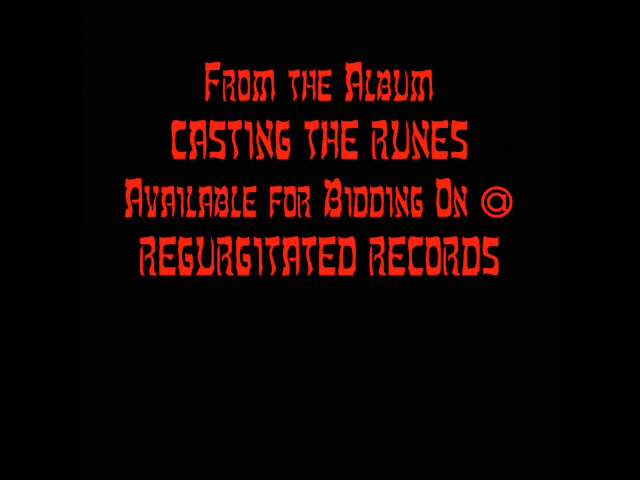 From the Album
CASTING THE RUNES
Available for Bidding On @
REGURGITATED RECORDS